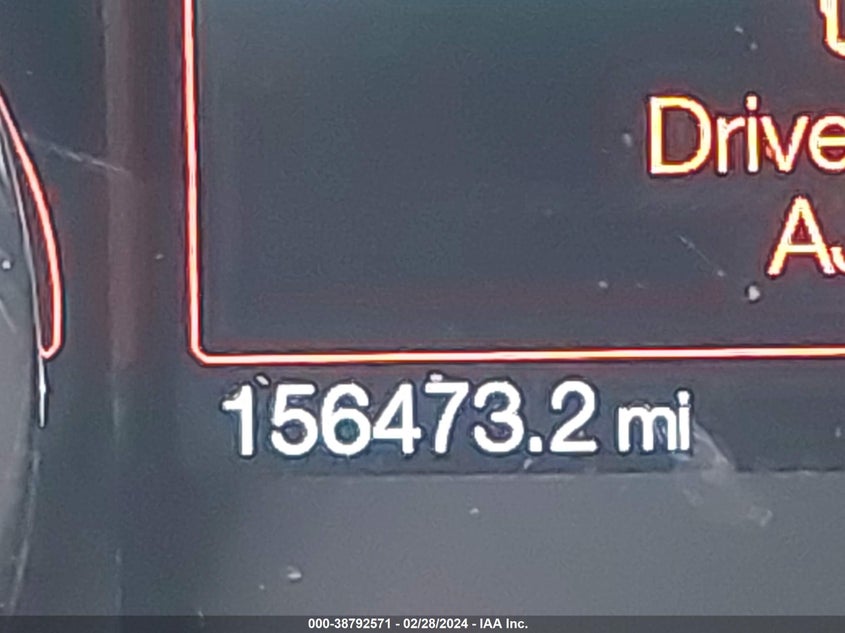 Drive
156473.2 mi
000-38792571 - 02/28/2024 - IAA Inc.